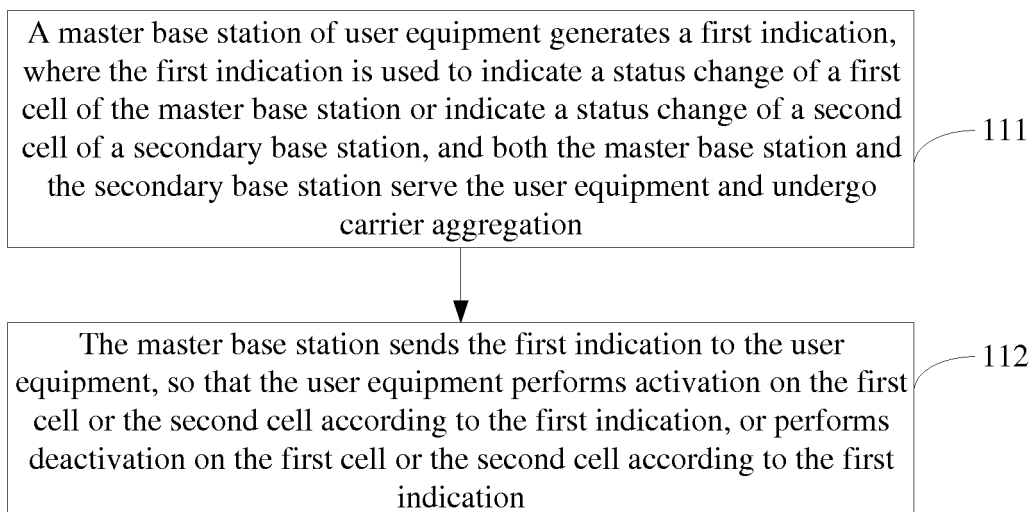 A master base station of user equipment generates a first indication,
where the first indication is used to indicate a status change of a first
cell of the master base station or indicate a status change of a second
cell of a secondary base station, and both the master base station and
the secondary base station serve the user equipment and undergo
carrier aggregation
111
The master base station sends the first indication to the user
equipment, so that the user equipment performs activation on the first
cell or the second cell according to the first indication, or performs
deactivation on the first cell or the second cell according to the first
indication
112